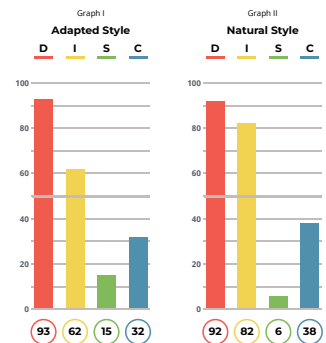 Graph I
Adapted Style
D I S C
100
80
60
40
20
0
93 62 15 32
Graph II
Natural Style
D I S C
100
80
60
40
20
0
92 82 6 38